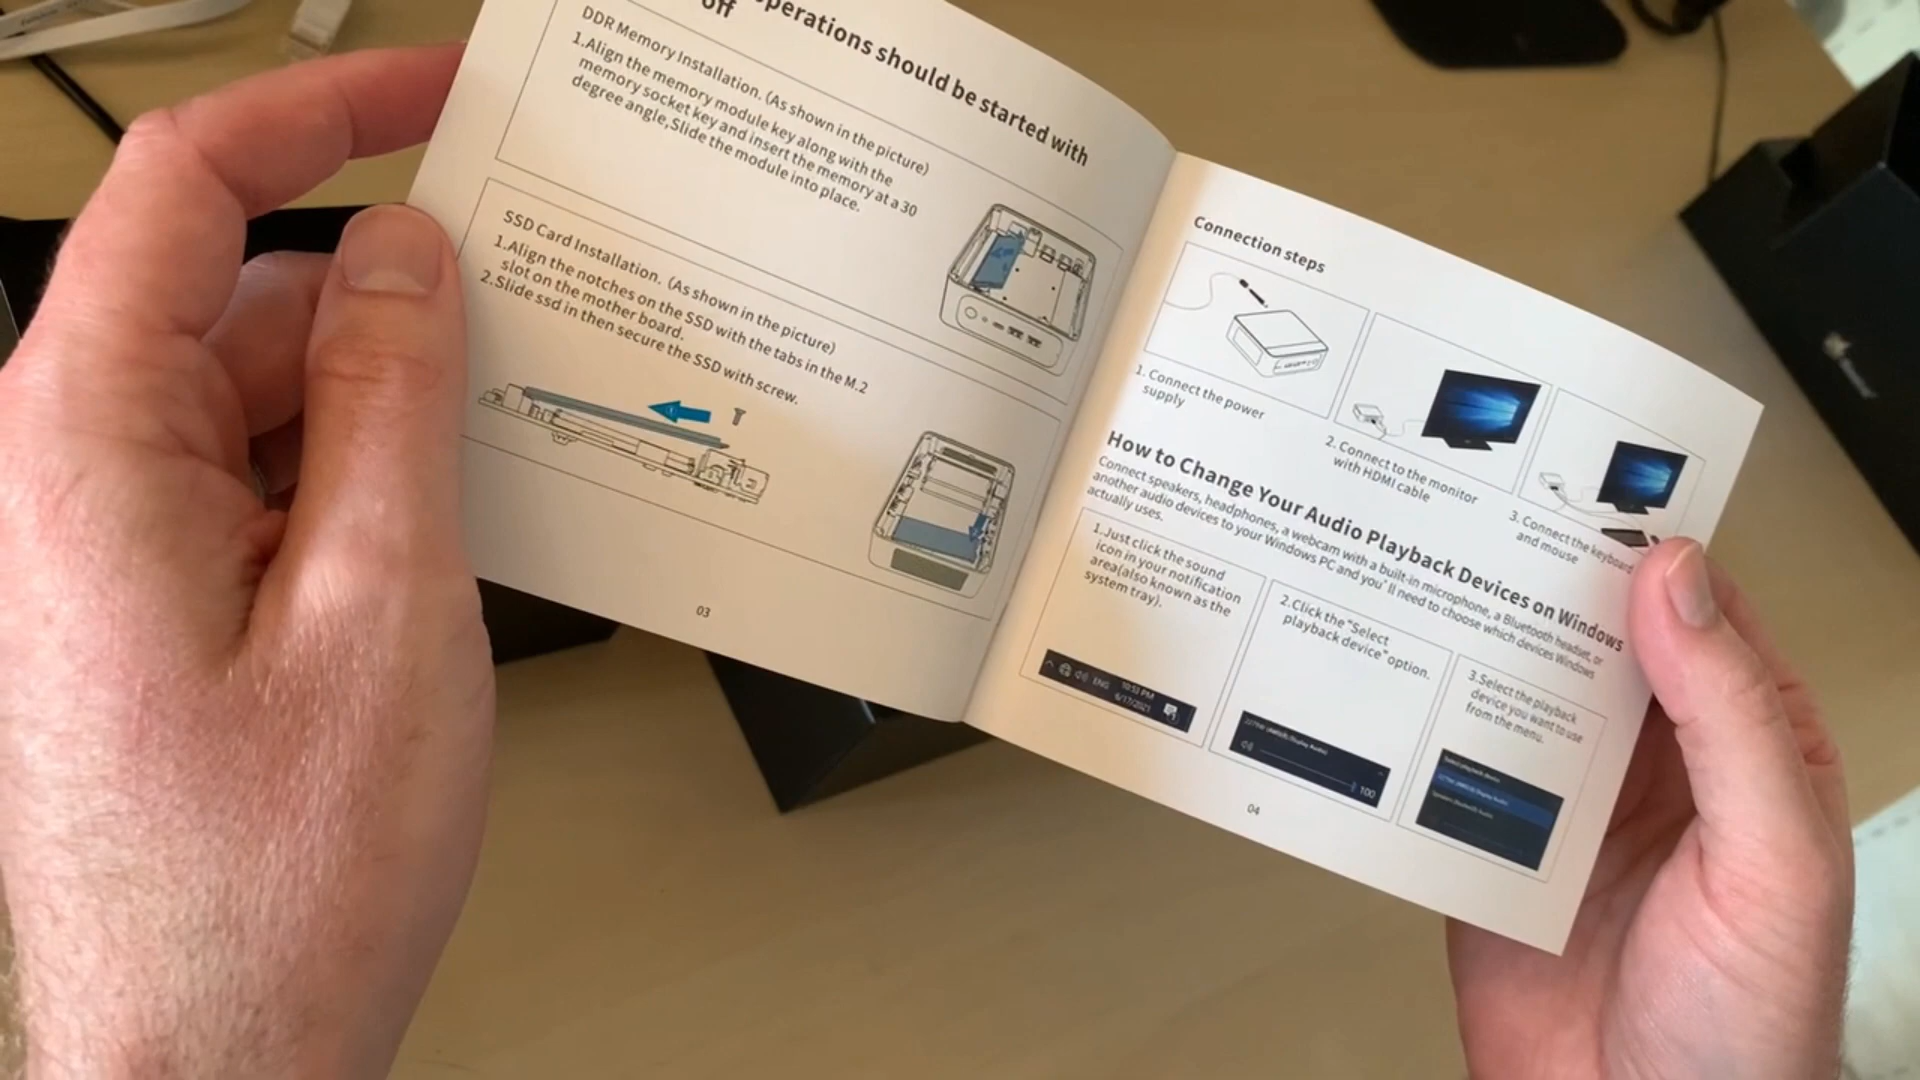 perations should be started with
off
DDR Memory Installation. (As shown in the picture)
1.Align the memory module key along with the
memory socket key and insert the memory at a 30
degree angle,Slide the module into place.
SSD Card Installation. (As shown in the picture)
1.Align the notches on the SSD with the tabs in the M.2
slot on the mother board.
2.Slide ssd in then secure the SSD with screw.
03
Connection steps
1. Connect the power
supply
2. Connect to the monitor
with HDMI cable
3. Connect the keyboard
and mouse
How to Change Your Audio Playback Devices on Windows
Connect speakers, headphones, a webcam with a built-in microphone, a Bluetooth headset, or
another audio devices to your Windows PC and you' ll need to choose which devices Windows
actually uses.
1.Just click the sound
icon in your notification
area(also known as the
system tray).
ENG
10:53 PM
6/17/2021
2.Click the"Select
playback device"option.
100
3.Select the playback
device you want to use
from the menu.
Select playback device
04